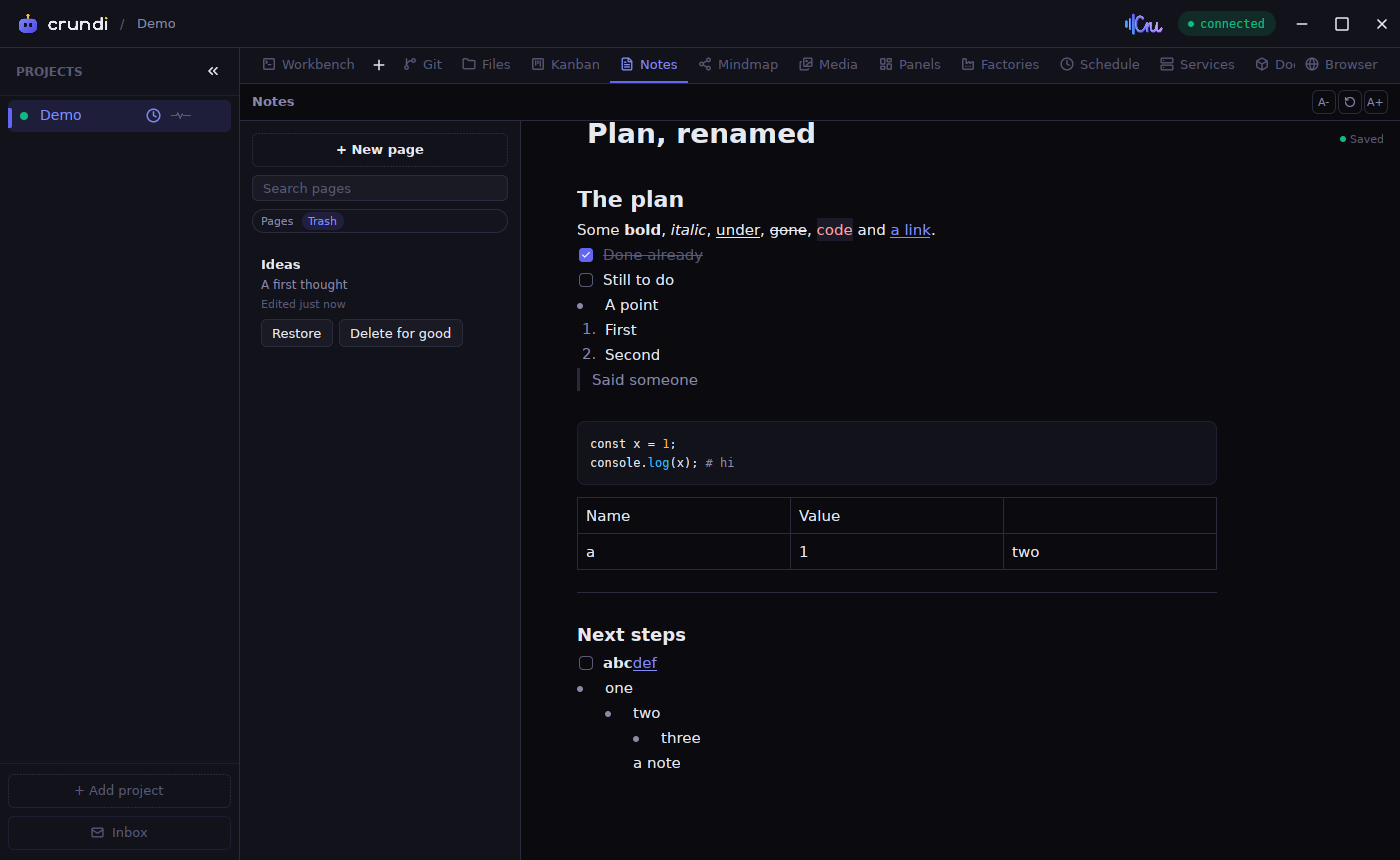 crundi / Demo
Cru
connected
PROJECTS
Workbench + Git Files Kanban Notes Mindmap Media Panels Factories Schedule Services Doc Browser
Demo
Notes
A- A+
+ New page
Search pages
Pages Trash
Ideas
A first thought
Edited just now
Restore Delete for good
Plan, renamed
Saved
The plan
Some bold, italic, under, gone, code and a link.
Done already
Still to do
A point
1. First
2. Second
Said someone
const x = 1;
console.log(x); # hi
Name Value
a 1 two
Next steps
abcdef
one
two
three
a note
+ Add project
Inbox